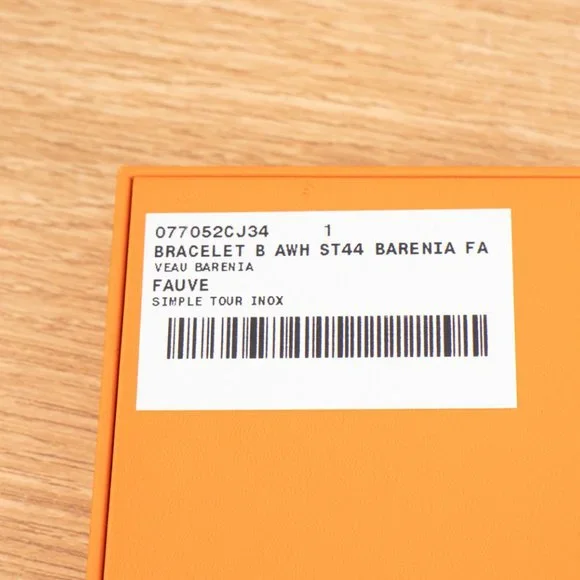 077052CJ34 1
BRACELET B AWH ST44 BARENIA FA
VEAU BARENIA
FAUVE
SIMPLE TOUR INOX